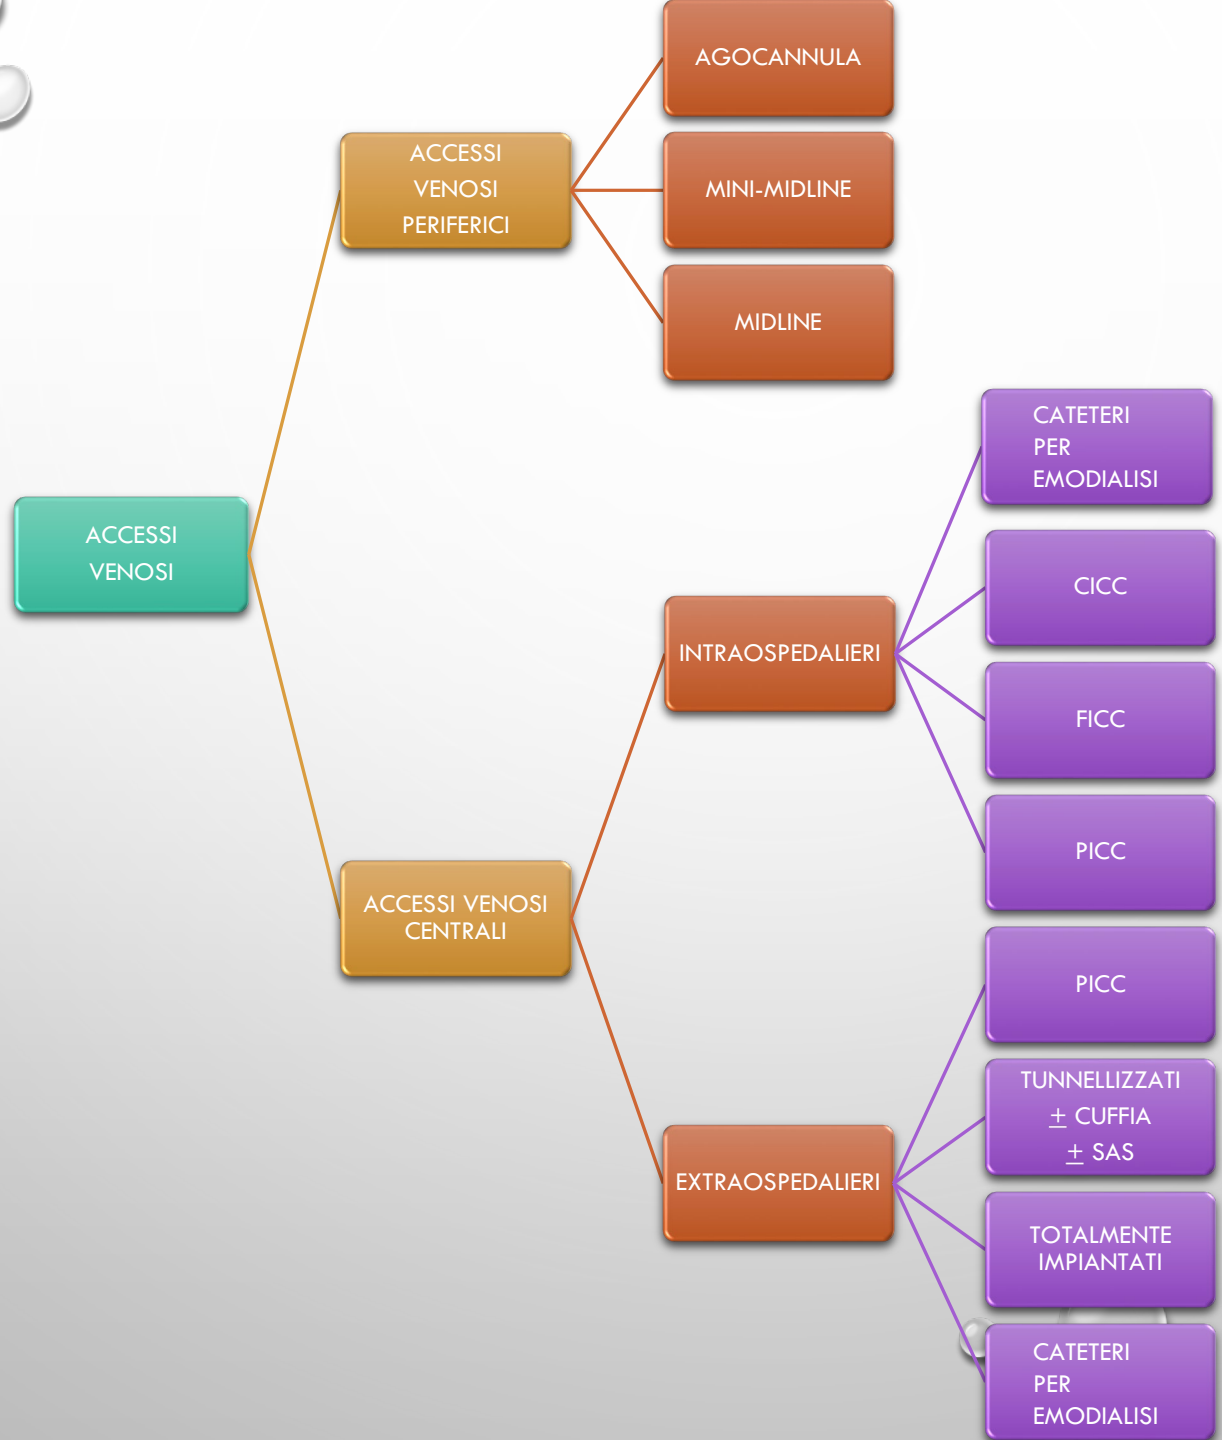 AGOCANNULA
ACCESSI
VENOSI
PERIFERICI
MINI-MIDLINE
MIDLINE
CATETERI
PER
EMODIALISI
ACCESSI
VENOSI
CICC
INTRAOSPEDALIERI
FICC
PICC
ACCESSI VENOSI
CENTRALI
PICC
TUNNELLIZZATI
± CUFFIA
± SAS
EXTRAOSPEDALIERI
TOTALMENTE
IMPIANTATI
CATETERI
PER
EMODIALISI